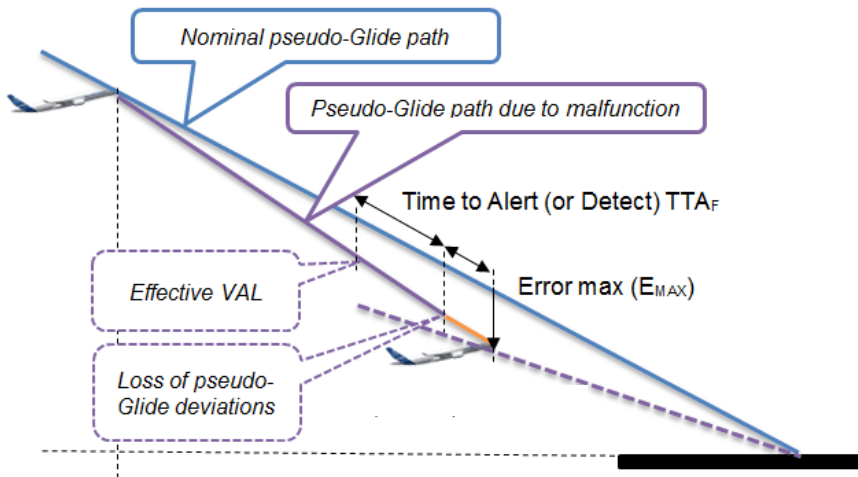 Nominal pseudo-Glide path
Pseudo-Glide path due to malfunction
Time to Alert (or Detect) TTAF
Effective VAL
Error max (EMAX)
Loss of pseudo-
Glide deviations